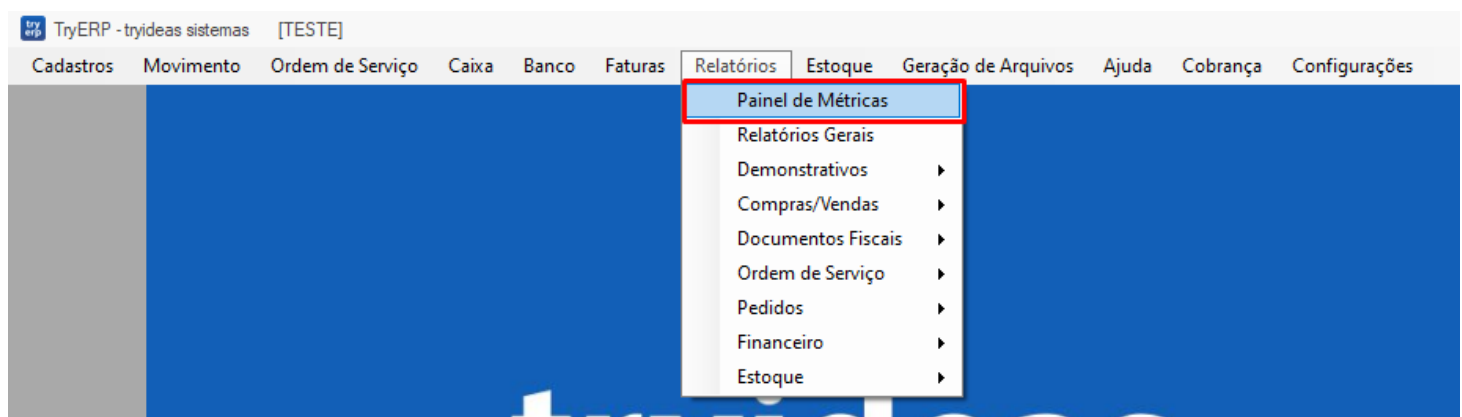 try erp TryERP - tryideas sistemas [TESTE]
Cadastros Movimento Ordem de Serviço Caixa Banco Faturas Relatórios Estoque Geração de Arquivos Ajuda Cobrança Configurações
Painel de Métricas
Relatórios Gerais
Demonstrativos
Compras/Vendas
Documentos Fiscais
Ordem de Serviço
Pedidos
Financeiro
Estoque